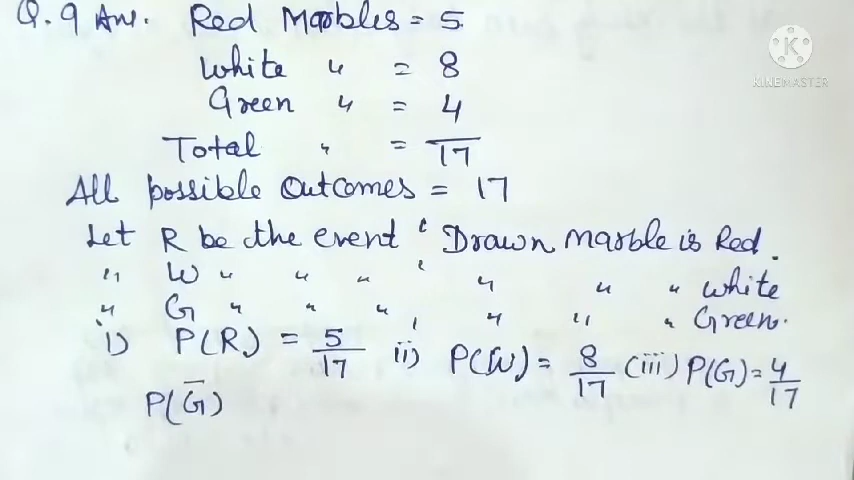 Q.9 Ans. Red Marbles = 5
White " = 8
Green " = 4
Total " = 17
All possible Outcomes = 17
Let R be the event ' Drawn marble is Red.
" W " " " ' " " " White
" G " " " ' " " " Green.
i) P(R) = 5/17 ii) P(W) = 8/17 (iii) P(G) = 4/17
P(G̅)
K
KINEMASTER